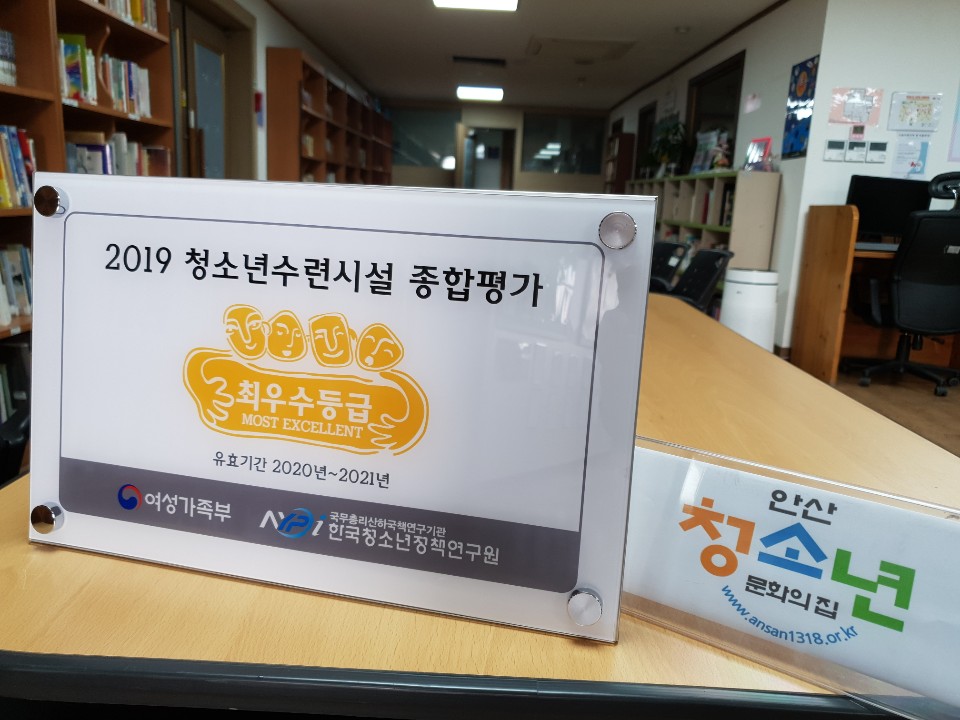 2019 청소년수련시설 종합평가
최우수등급
MOST EXCELLENT
유효기간 2020년~2021년
여성가족부
NYPi
국무총리산하국책연구기관
한국청소년정책연구원
안산
청소년
문화의집
www.ansan1318.or.kr